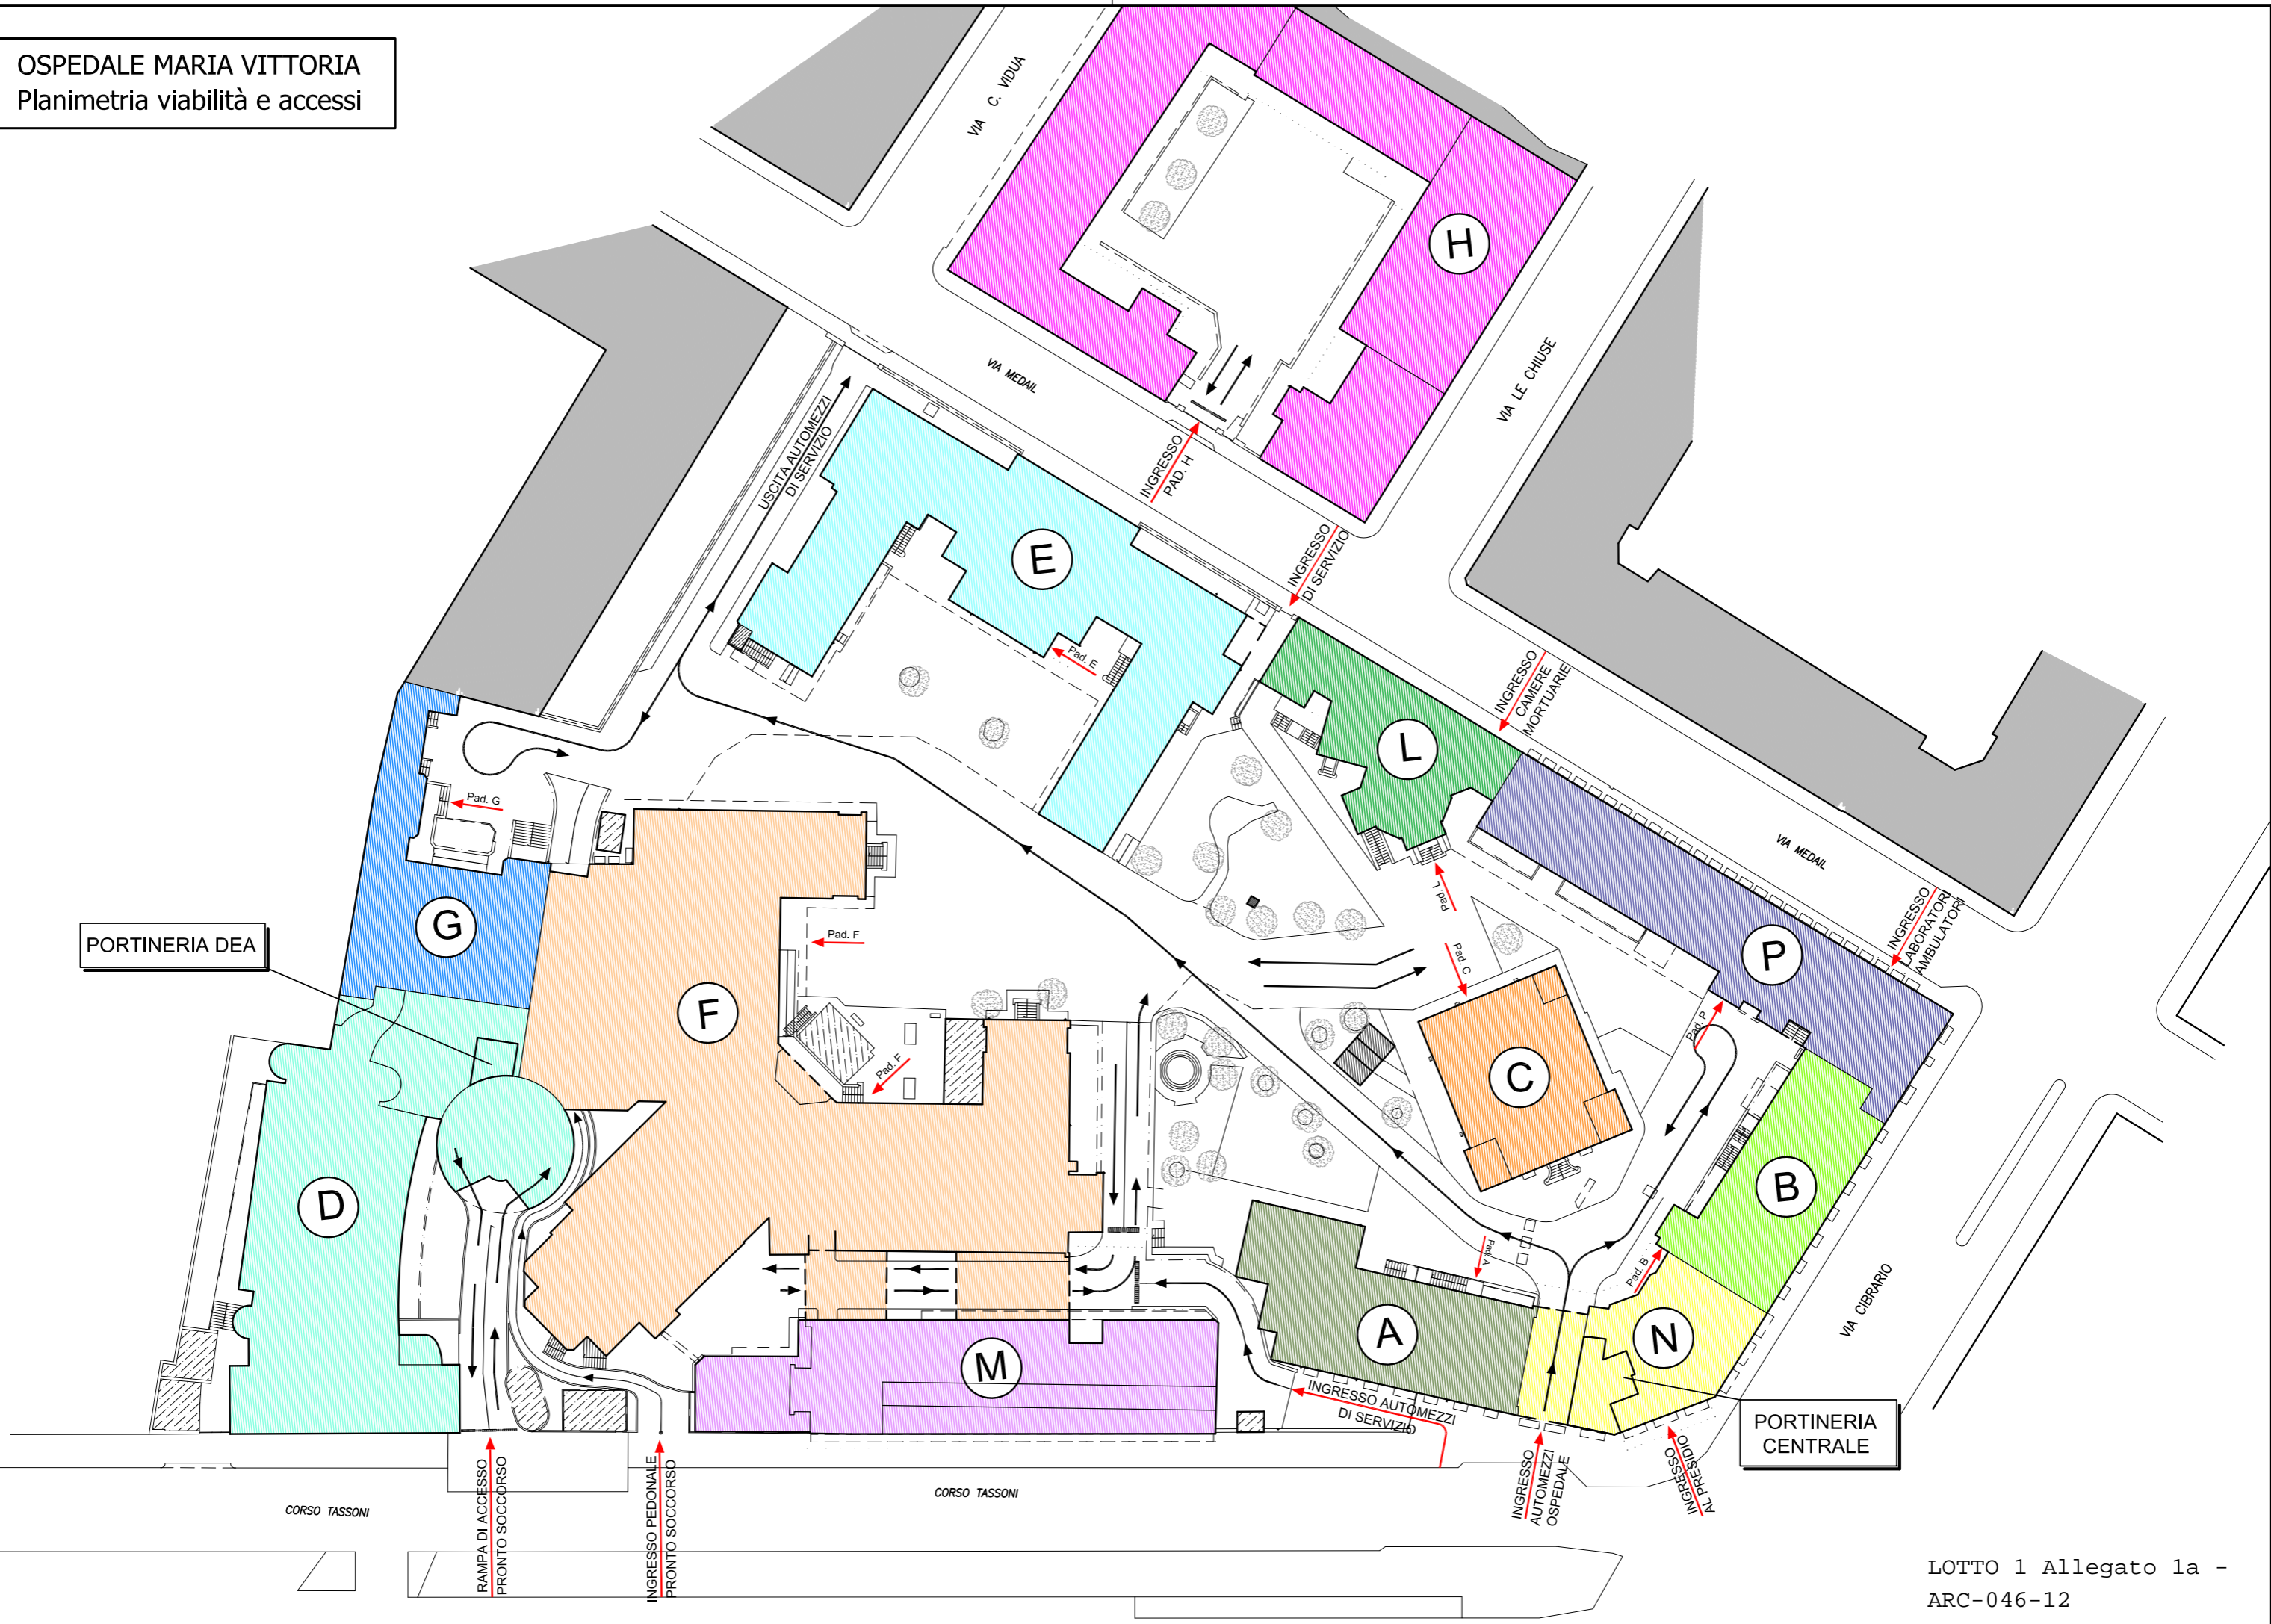 OSPEDALE MARIA VITTORIA
Planimetria viabilità e accessi
VIA C. VIDUA
H
VIA MEDAIL
VIA LE CHIUSE
USCITA AUTOMEZZI
DI SERVIZIO
INGRESSO
PAD. H
E
INGRESSO
DI SERVIZIO
Pad. E
INGRESSO
CAMERE
MORTUARIE
L
Pad. G
VIA MEDAIL
Pad. L
INGRESSO
LABORATORI
AMBULATORI
G
PORTINERIA DEA
Pad. F
Pad. C
P
F
Pad. P
Pad. F
C
D
B
Pad. A
Pad. B
VIA CIBRARIO
A
N
M
INGRESSO AUTOMEZZI
DI SERVIZIO
PORTINERIA
CENTRALE
RAMPA DI ACCESSO
PRONTO SOCCORSO
INGRESSO PEDONALE
PRONTO SOCCORSO
INGRESSO
AUTOMEZZI
OSPEDALE
INGRESSO
AL PRESIDIO
CORSO TASSONI
CORSO TASSONI
LOTTO 1 Allegato 1a -
ARC-046-12